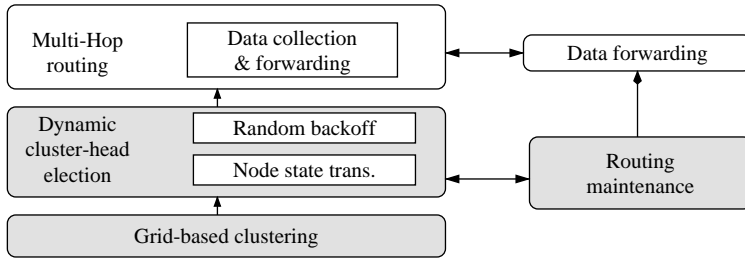 Multi-Hop
routing
Data collection
& forwarding
Data forwarding
Dynamic
cluster-head
election
Random backoff
Node state trans.
Routing
maintenance
Grid-based clustering